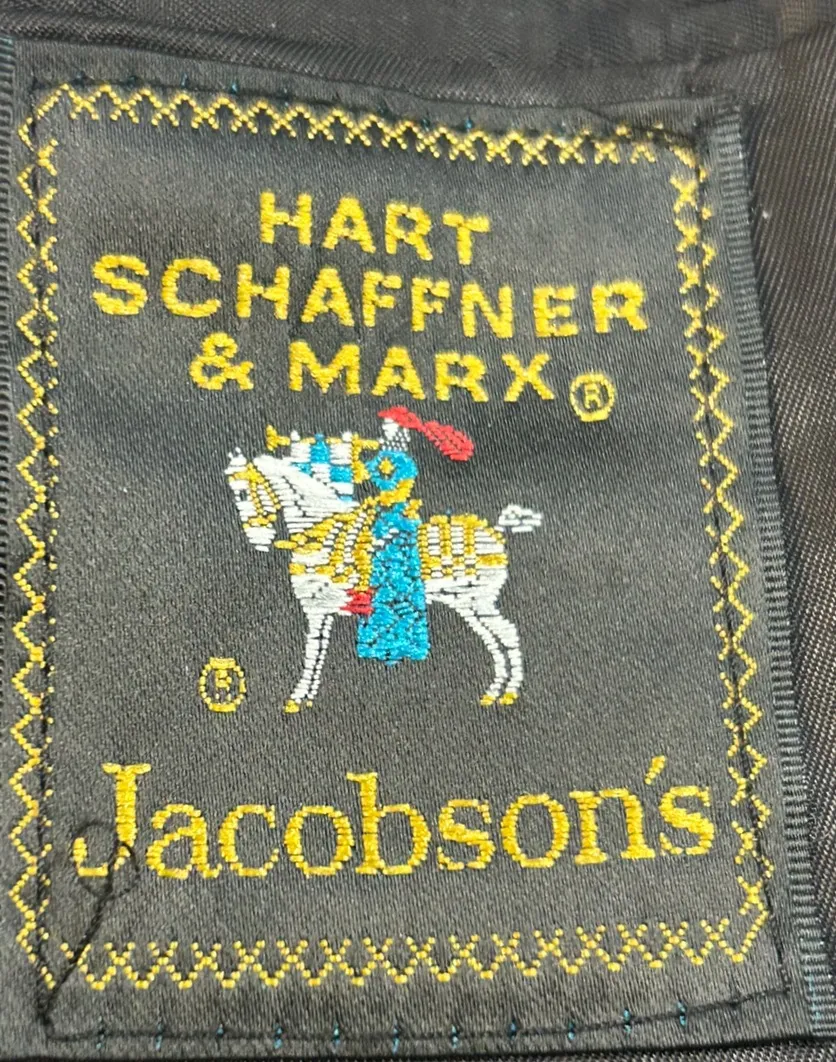 HART
SCHAFFNER
& MARX®
®
Jacobson's